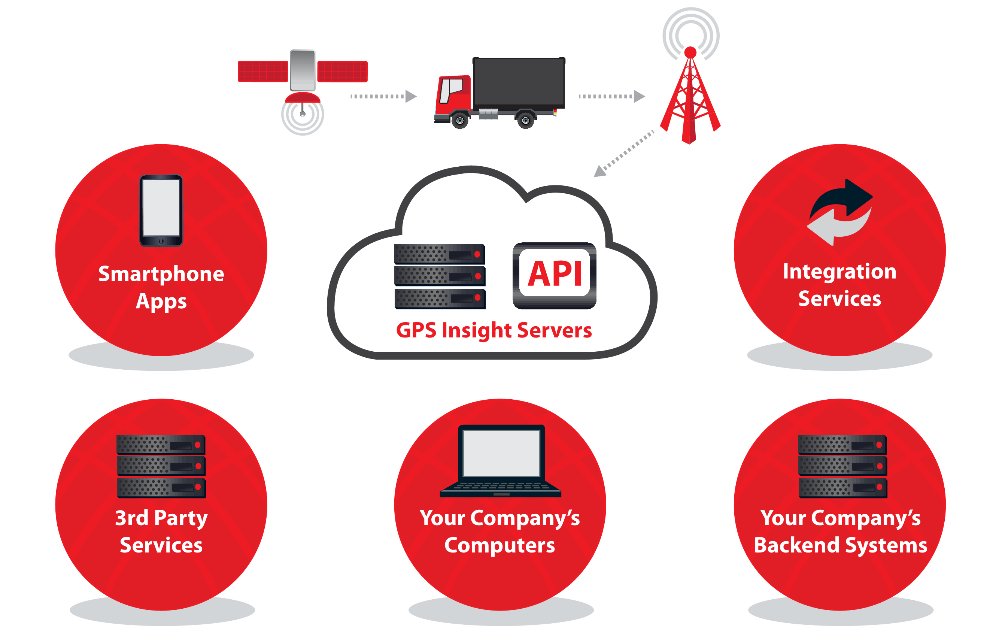 Smartphone
Apps
API
GPS Insight Servers
Integration
Services
3rd Party
Services
Your Company’s
Computers
Your Company’s
Backend Systems